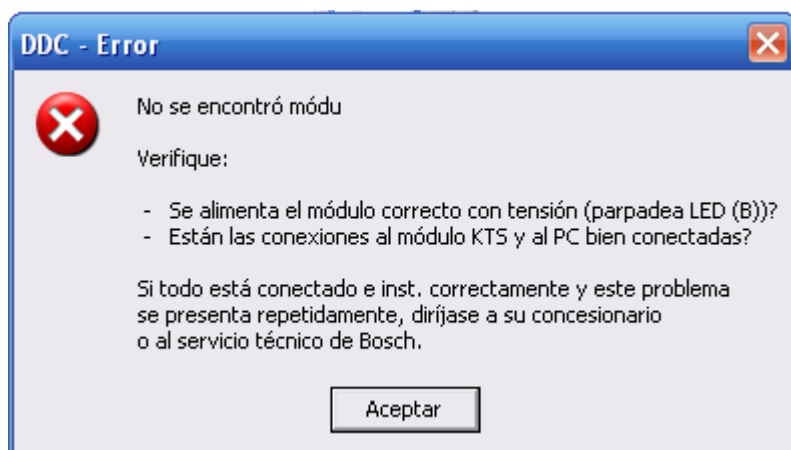 DDC - Error
No se encontró módu
Verifique:
- Se alimenta el módulo correcto con tensión (parpadea LED (B))?
- Están las conexiones al módulo KTS y al PC bien conectadas?
Si todo está conectado e inst. correctamente y este problema
se presenta repetidamente, diríjase a su concesionario
o al servicio técnico de Bosch.
Aceptar